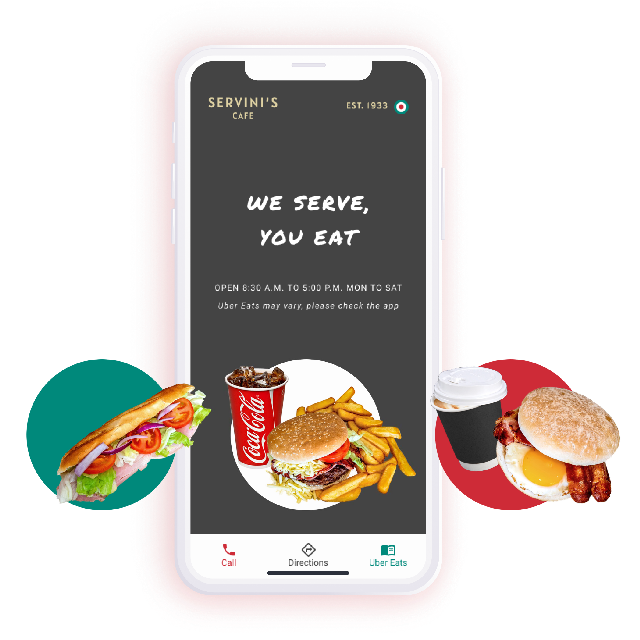 SERVINI'S
CAFE
EST. 1933
WE SERVE,
YOU EAT
OPEN 8:30 A.M. TO 5:00 P.M. MON TO SAT
Uber Eats may vary, please check the app
Coca-Cola
Call
Directions
Uber Eats